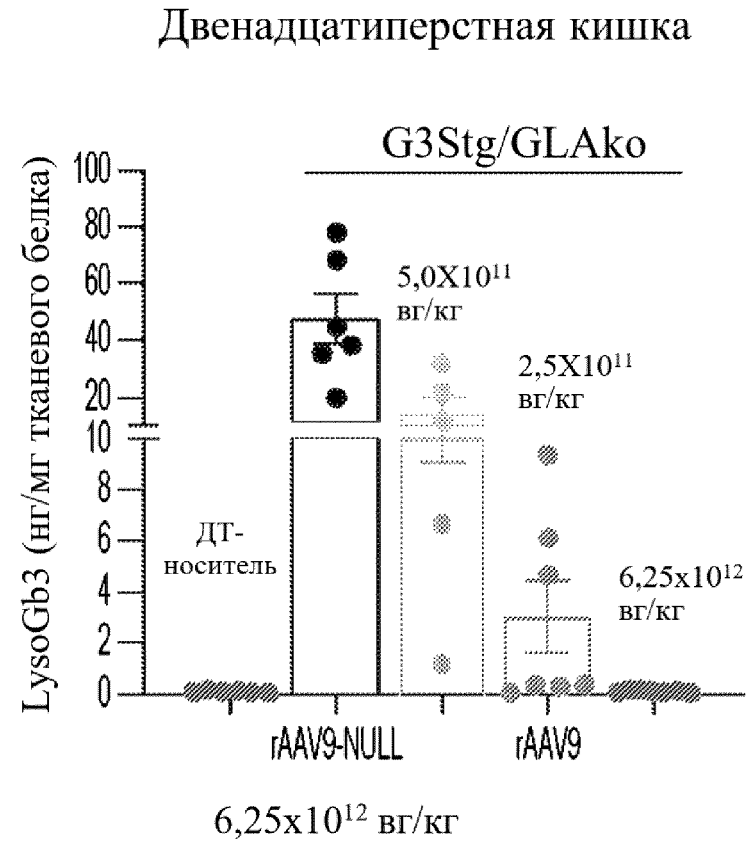 Двенадцатиперстная кишка
G3Stg/GLAko
LysoGb3 (нг/мг тканевого белка)
100
80
60
40
20
10
8
6
4
2
0
ДТ-
носитель
5,0X10¹¹
вг/кг
2,5X10¹¹
вг/кг
6,25x10¹²
вг/кг
rAAV9-NULL
rAAV9
6,25x10¹² вг/кг